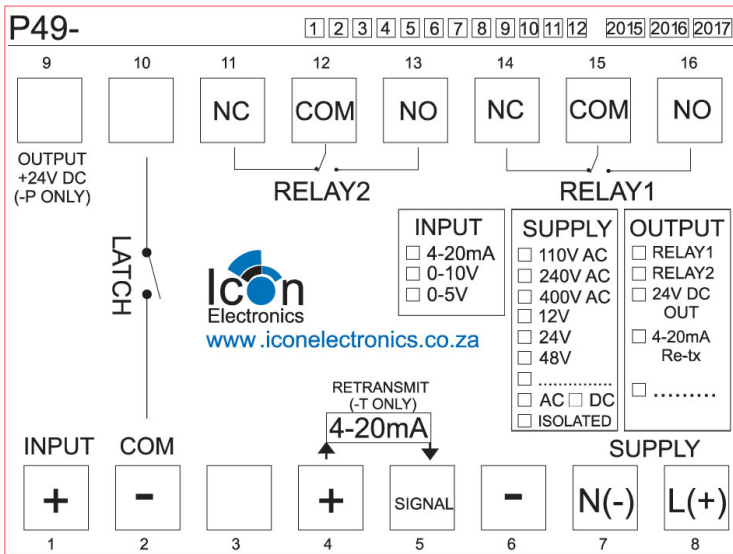 P49- 1 2 3 4 5 6 7 8 9 10 11 12 2015 2016 2017
9 10 11 12 13 14 15 16
NC COM NO NC COM NO
OUTPUT
+24V DC
(-P ONLY)
RELAY2 RELAY1
LATCH
Icon
Electronics
www.iconelectronics.co.za
INPUT
4-20mA
0-10V
0-5V
SUPPLY
110V AC
240V AC
400V AC
12V
24V
48V
..............
AC DC
ISOLATED
OUTPUT
RELAY1
RELAY2
24V DC
OUT
4-20mA
Re-tx
.........
RETRANSMIT
(-T ONLY)
4-20mA
INPUT COM SUPPLY
+ - + SIGNAL - N(-) L(+)
1 2 3 4 5 6 7 8